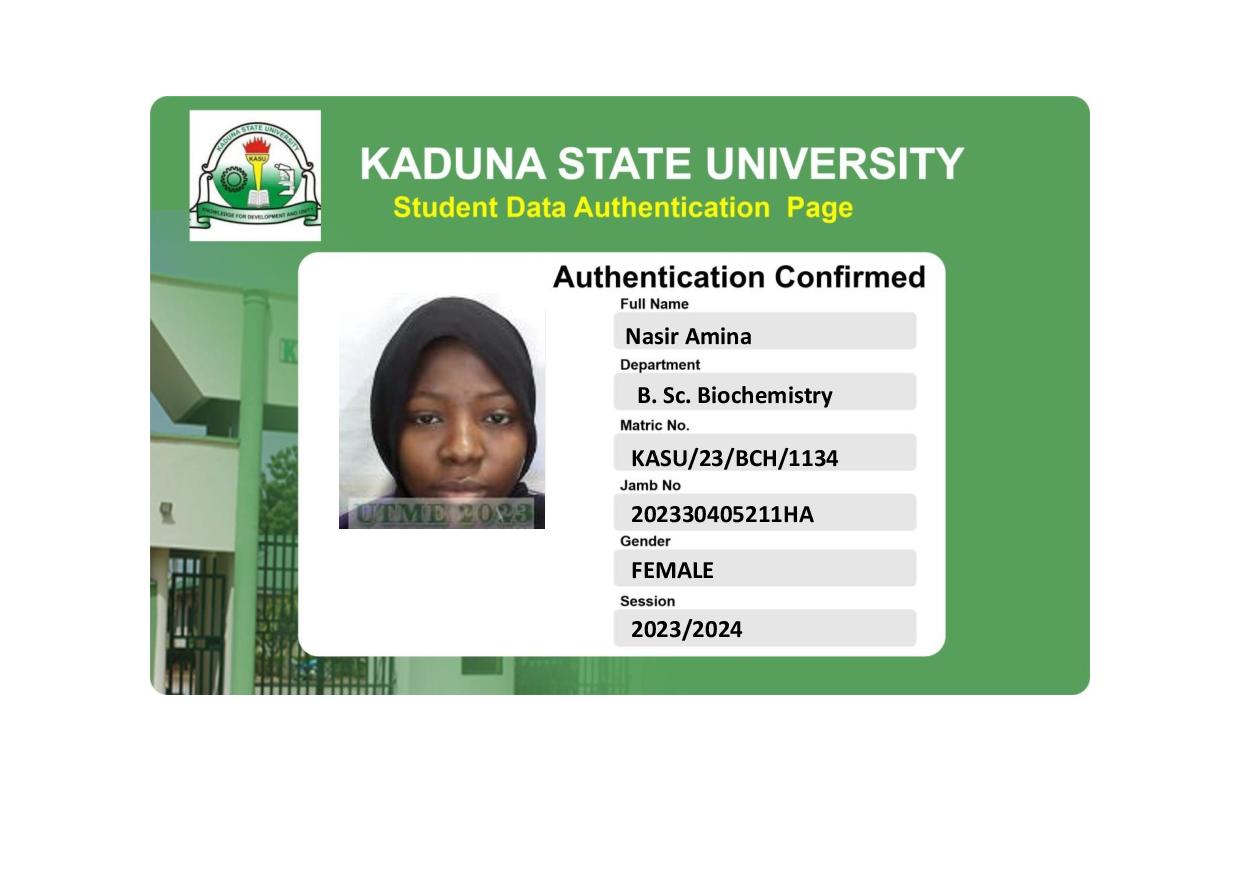 KADUNA STATE UNIVERSITY
KASU
KNOWLEDGE FOR DEVELOPMENT AND UNITY
KADUNA STATE UNIVERSITY
Student Data Authentication Page
Authentication Confirmed
Full Name
Nasir Amina
Department
B. Sc. Biochemistry
Matric No.
KASU/23/BCH/1134
Jamb No
202330405211HA
Gender
FEMALE
Session
2023/2024
UTME 2023
K